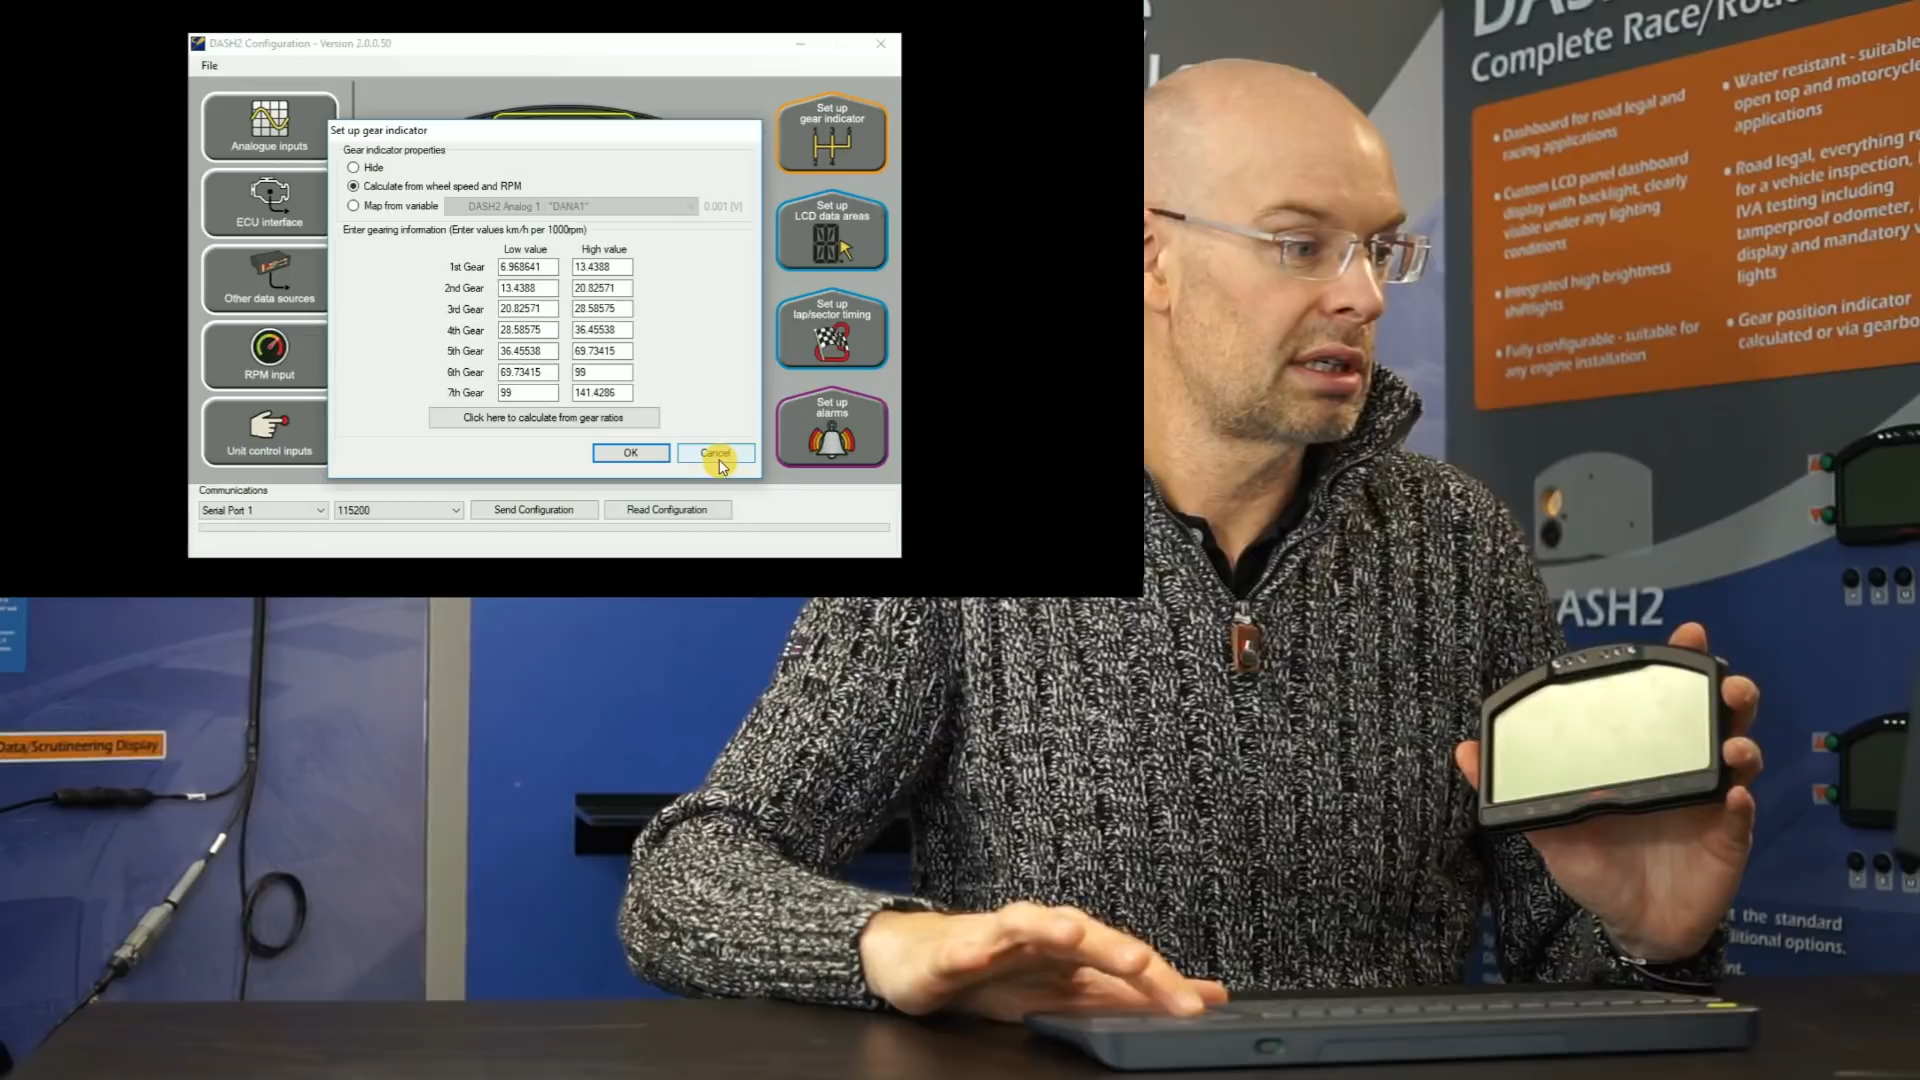 DASH2 Configuration - Version 2.0.0.50
File
Analogue inputs
ECU interface
Other data sources
RPM input
Unit control inputs
Set up gear indicator
Gear indicator properties
Hide
Calculate from wheel speed and RPM
Map from variable
DASH2 Analog 1 "DANA1"
0.001 [V]
Enter gearing information (Enter values km/h per 1000rpm)
Low value High value
1st Gear 6.968641 13.4388
2nd Gear 13.4388 20.82571
3rd Gear 20.82571 28.58575
4th Gear 28.58575 36.45538
5th Gear 36.45538 69.73415
6th Gear 69.73415 99
7th Gear 99 141.4286
Click here to calculate from gear ratios
OK
Cancel
Set up
gear indicator
1 3 5
2 4
Set up
LCD data areas
Set up
lap/sector timing
Set up
alarms
Communications
Serial Port 1
115200
Send Configuration
Read Configuration
Complete Race/Road
• Dashboard for road legal and
racing applications
• Custom LCD panel dashboard
display with backlight, clearly
visible under any lighting
conditions
• Integrated high brightness
shiftlights
• Fully configurable - suitable for
any engine installation
• Water resistant - suitable
open top and motorcycle
applications
• Road legal, everything
for a vehicle inspection,
IVA testing including
tamperproof odometer,
display and mandatory
lights
• Gear position indicator
calculated or via
ASH2
Data/Scrutineering Display
the standard
options.